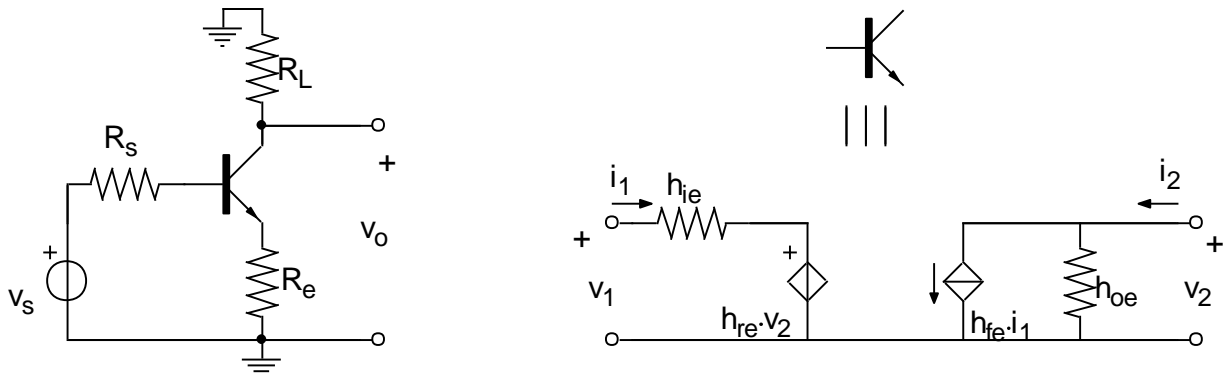 R_L
R_s
+
v_o
+
v_s
R_e
i_1
h_ie
i_2
+
+
+
v_1
h_re·v_2
h_fe·i_1
h_oe
v_2